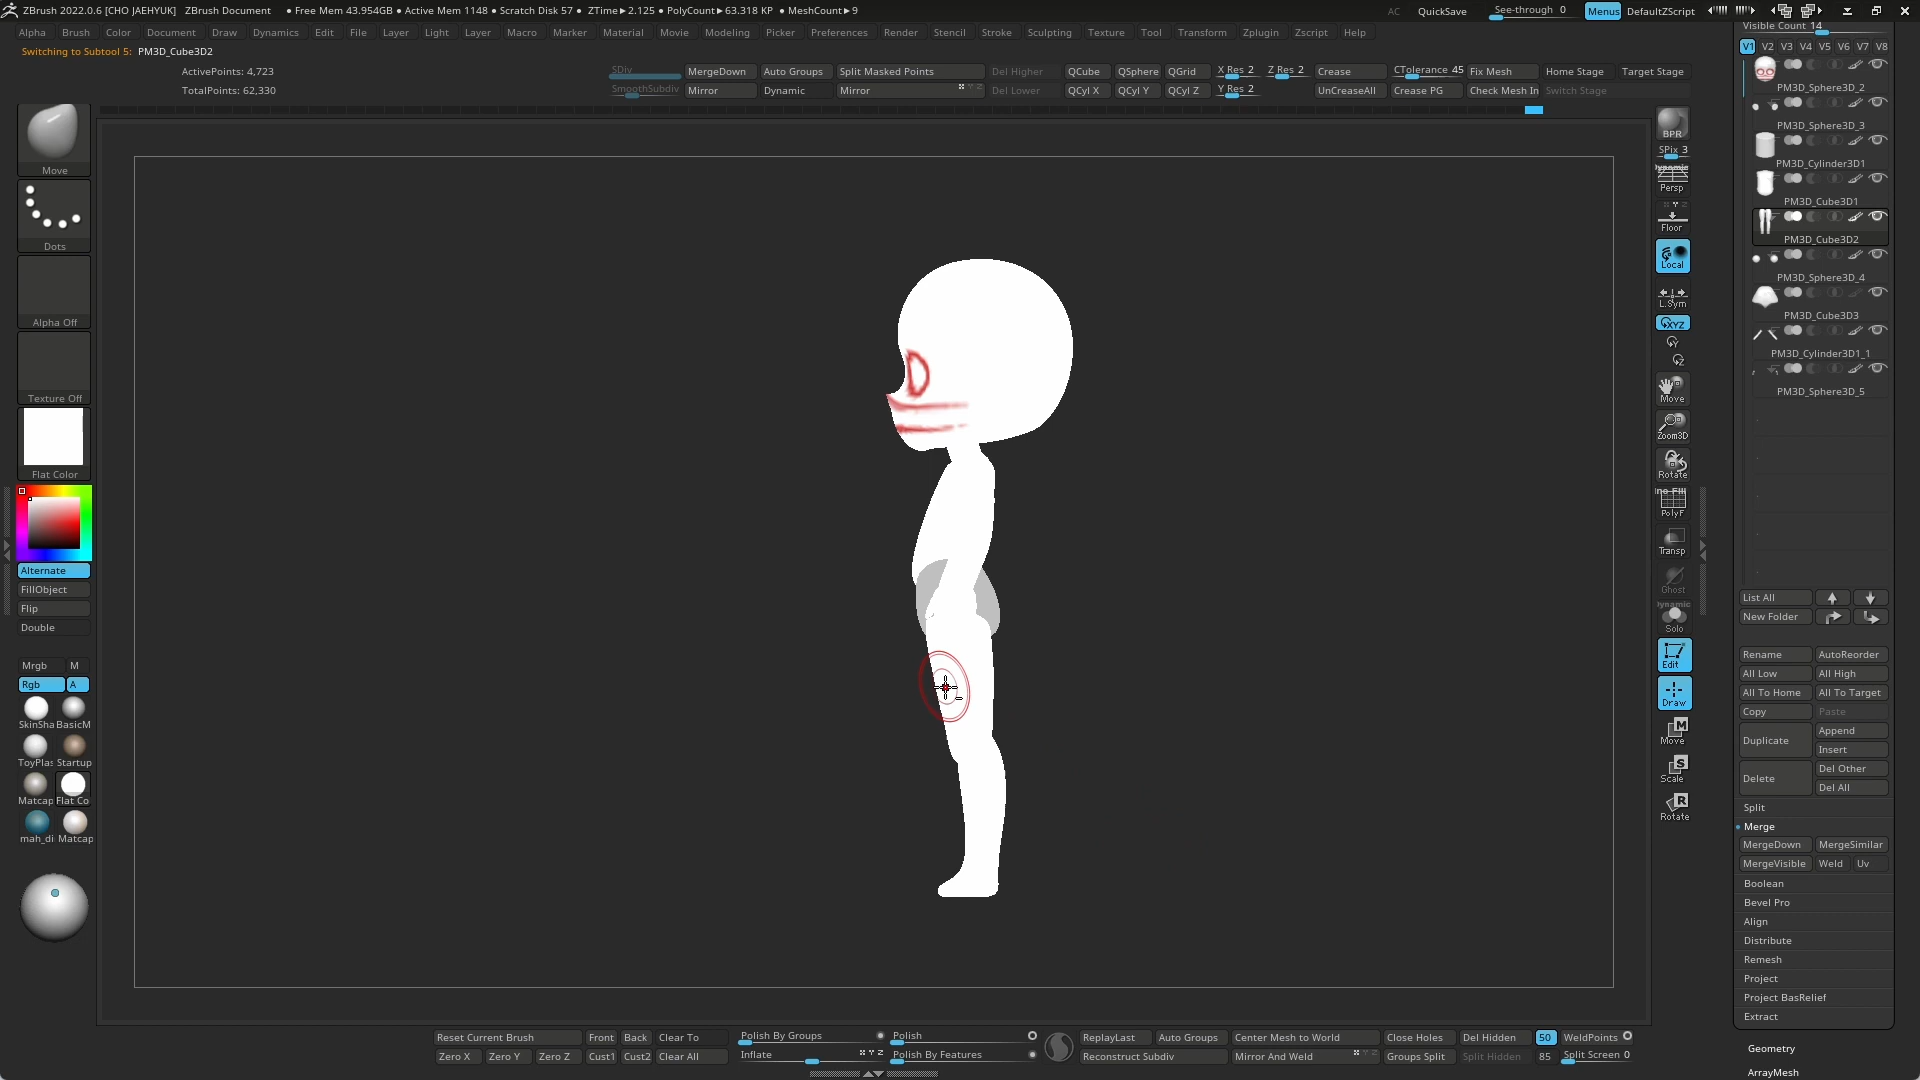 ZBrush 2022.0.6 [CHO JAEHYUK] ZBrush Document • Free Mem 43.954GB • Active Mem 1148 • Scratch Disk 57 • ZTime►2.125 • PolyCount►63.318 KP • MeshCount►9 AC QuickSave See-through 0 Menus DefaultZScript
Alpha Brush Color Document Draw Dynamics Edit File Layer Light Layer Macro Marker Material Movie Modeling Picker Preferences Render Stencil Stroke Sculpting Texture Tool Transform Zplugin Zscript Help
Visible Count 14
Switching to Subtool 5: PM3D_Cube3D2
V1 V2 V3 V4 V5 V6 V7 V8
ActivePoints: 4,723
TotalPoints: 62,330
SDiv MergeDown Auto Groups Split Masked Points Del Higher QCube QSphere QGrid X Res 2 Z Res 2 Crease CTolerance 45 Fix Mesh Home Stage Target Stage
SmoothSubdiv Mirror Dynamic Mirror Del Lower QCyl X QCyl Y QCyl Z Y Res 2 UnCreaseAll Crease PG Check Mesh In Switch Stage
Move
Dots
Alpha Off
Texture Off
Flat Color
Alternate
FillObject
Flip
Double
Mrgb M
Rgb A
SkinSha BasicM
ToyPlas Startup
Matcap Flat Co
mah_di Matcap
BPR
SPix 3
Dynamic
Persp
Floor
Local
L.Sym
XYZ
Y
Z
Move
Zoom3D
Rotate
Line Fill
PolyF
Transp
Ghost
Dynamic
Solo
Edit
Draw
Move
Scale
Rotate
PM3D_Sphere3D_2
PM3D_Sphere3D_3
PM3D_Cylinder3D1
PM3D_Cube3D1
PM3D_Cube3D2
PM3D_Sphere3D_4
PM3D_Cube3D3
PM3D_Cylinder3D1_1
PM3D_Sphere3D_5
List All
New Folder
Rename AutoReorder
All Low All High
All To Home All To Target
Copy Paste
Duplicate Append
Insert
Delete Del Other
Del All
Split
Merge
MergeDown MergeSimilar
MergeVisible Weld Uv
Boolean
Bevel Pro
Align
Distribute
Remesh
Project
Project BasRelief
Extract
Geometry
ArrayMesh
Reset Current Brush Front Back Clear To Polish By Groups Polish ReplayLast Auto Groups Center Mesh to World Close Holes Del Hidden 50 WeldPoints
Zero X Zero Y Zero Z Cust1 Cust2 Clear All Inflate Polish By Features Reconstruct Subdiv Mirror And Weld Groups Split Split Hidden 85 Split Screen 0